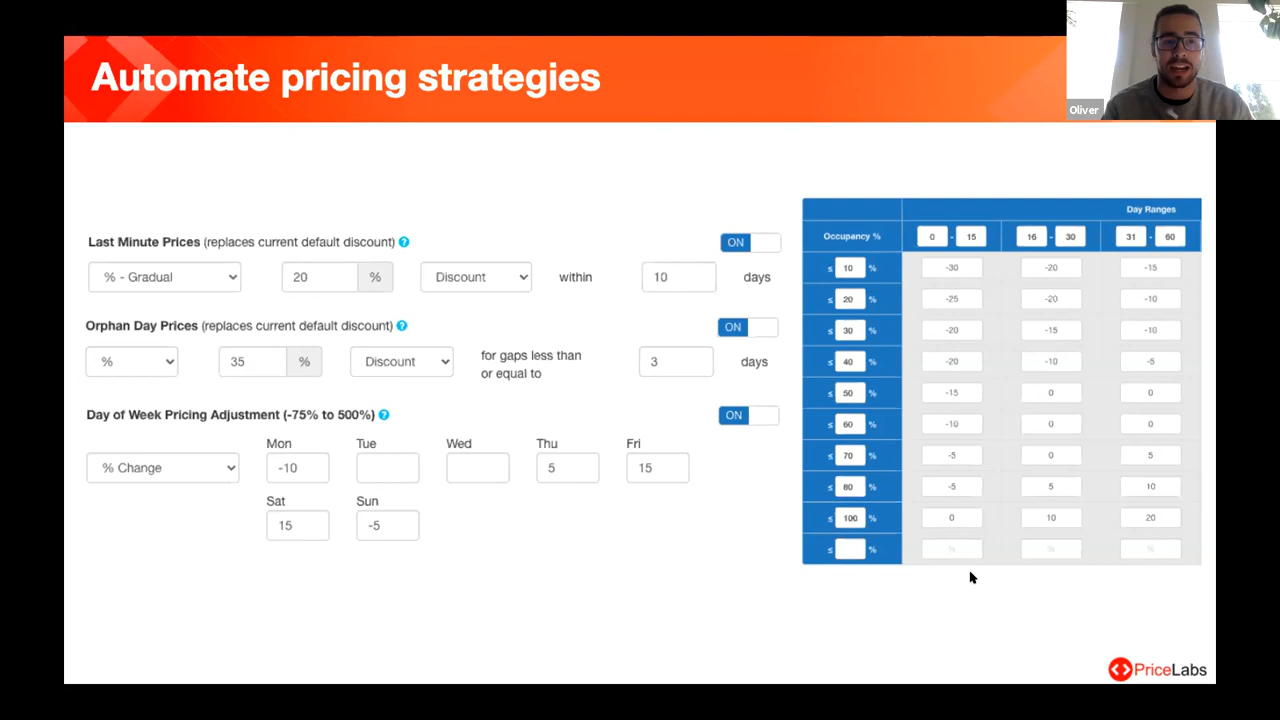 Automate pricing strategies
Oliver
Last Minute Prices (replaces current default discount) ?
ON
% - Gradual 20 % Discount within 10 days
Orphan Day Prices (replaces current default discount) ?
ON
% 35 % Discount for gaps less than
or equal to 3 days
Day of Week Pricing Adjustment (-75% to 500%) ?
ON
Mon Tue Wed Thu Fri
% Change -10 5 15
Sat Sun
15 -5
Day Ranges
Occupancy % 0 - 15 16 - 30 31 - 60
≤ 10 % -30 -20 -15
≤ 20 % -25 -20 -10
≤ 30 % -20 -15 -10
≤ 40 % -20 -10 -5
≤ 50 % -15 0 0
≤ 60 % -10 0 0
≤ 70 % -5 0 5
≤ 80 % -5 5 10
≤ 100 % 0 10 20
≤ % % % %
PriceLabs